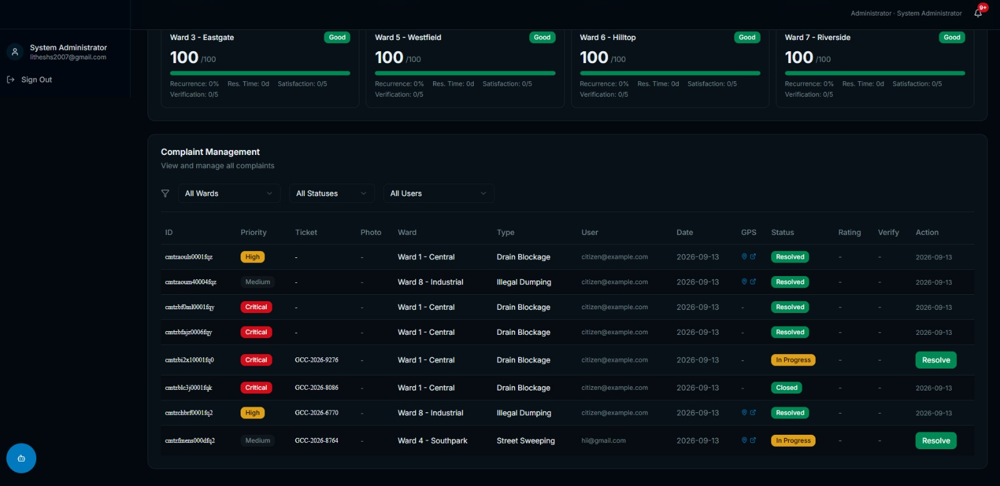 Administrator · System Administrator
9+
System Administrator
litheshs2007@gmail.com
Sign Out
Ward 3 - Eastgate Good
100 /100
Recurrence: 0% Res. Time: 0d Satisfaction: 0/5
Verification: 0/5
Ward 5 - Westfield Good
100 /100
Recurrence: 0% Res. Time: 0d Satisfaction: 0/5
Verification: 0/5
Ward 6 - Hilltop Good
100 /100
Recurrence: 0% Res. Time: 0d Satisfaction: 0/5
Verification: 0/5
Ward 7 - Riverside Good
100 /100
Recurrence: 0% Res. Time: 0d Satisfaction: 0/5
Verification: 0/5
Complaint Management
View and manage all complaints
All Wards All Statuses All Users
ID Priority Ticket Photo Ward Type User Date GPS Status Rating Verify Action
cmtzaouls0001fqz High - - Ward 1 - Central Drain Blockage citizen@example.com 2026-09-13 Resolved - - 2026-09-13
cmtzaoum40004fqz Medium - - Ward 8 - Industrial Illegal Dumping citizen@example.com 2026-09-13 Resolved - - 2026-09-13
cmtzbf0ml0001fqy Critical - - Ward 1 - Central Drain Blockage citizen@example.com 2026-09-13 - Resolved - - 2026-09-13
cmtzbfajz0006fqy Critical - - Ward 1 - Central Drain Blockage citizen@example.com 2026-09-13 - Resolved - - 2026-09-13
cmtzbi2x10001fq0 Critical GCC-2026-9276 - Ward 1 - Central Drain Blockage citizen@example.com 2026-09-13 - In Progress - - Resolve
cmtzblc3j0001fqk Critical GCC-2026-8086 - Ward 1 - Central Drain Blockage citizen@example.com 2026-09-13 - Closed - - 2026-09-13
cmtzchbrf0001fq2 High GCC-2026-6770 - Ward 8 - Industrial Illegal Dumping citizen@example.com 2026-09-13 Resolved - - 2026-09-13
cmtzfmens000dfq2 Medium GCC-2026-8764 - Ward 4 - Southpark Street Sweeping hii@gmail.com 2026-09-13 In Progress - - Resolve